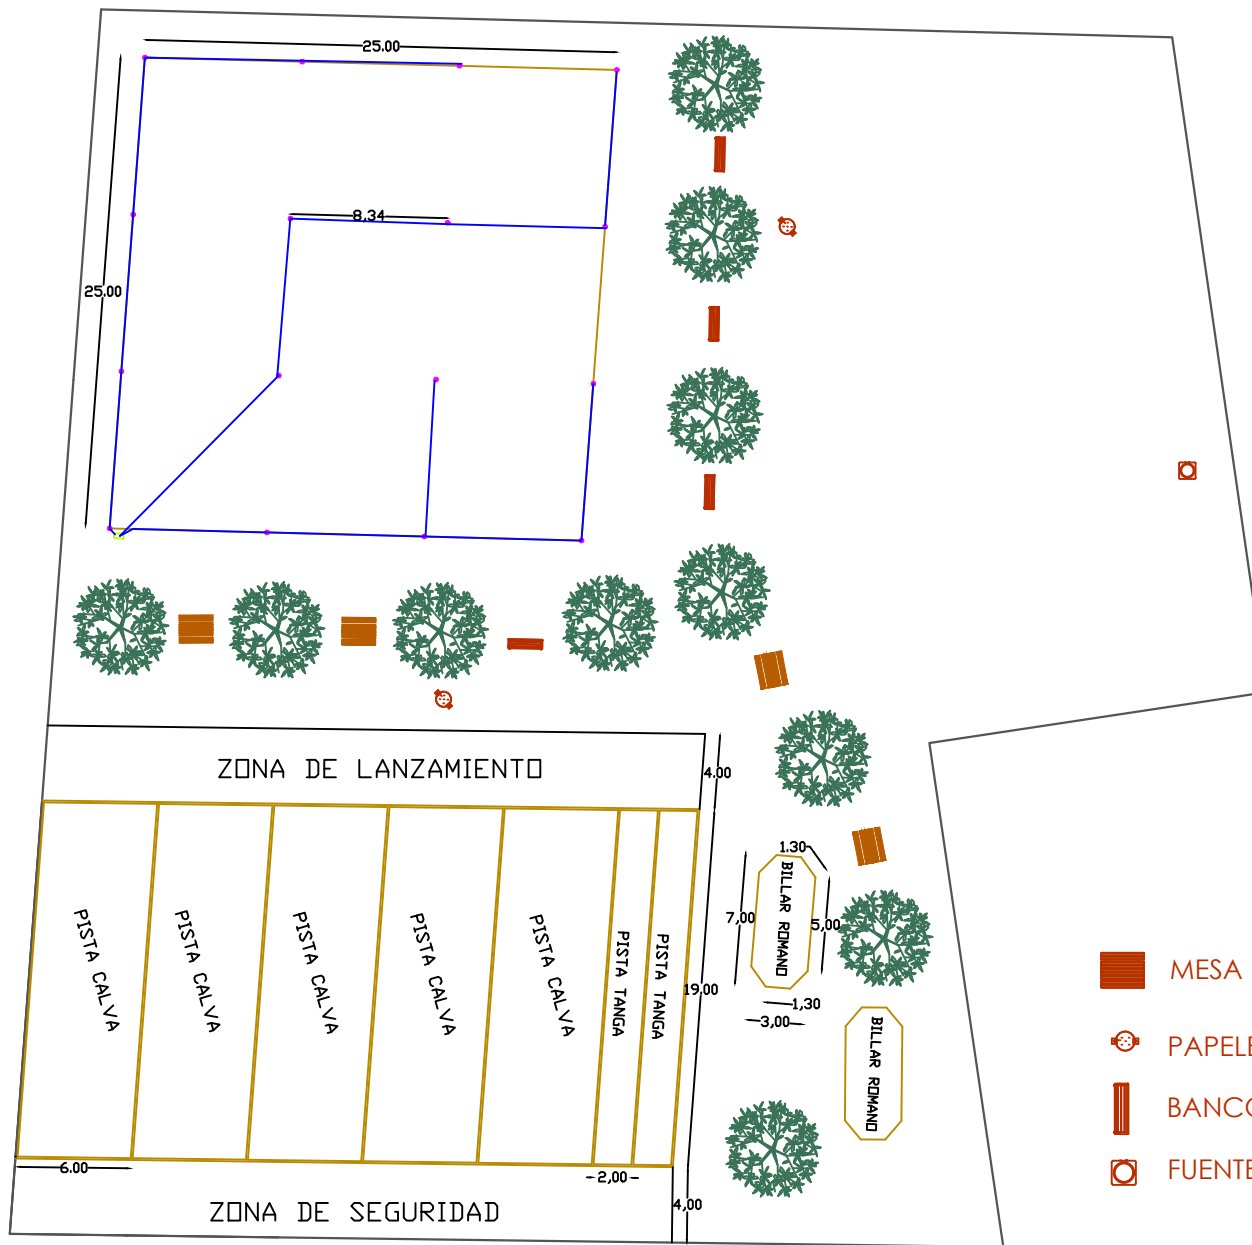 25.00
8,34
25.00
ZONA DE LANZAMIENTO
4.00
1.30
PISTA CALVA
PISTA CALVA
PISTA CALVA
PISTA CALVA
PISTA CALVA
PISTA TANGA
PISTA TANGA
BILLAR ROMANO
7,00
5,00
19,00
1,30
3,00
BILLAR ROMANO
MESA
PAPELE
BANCO
FUENTE
6.00
2,00
4,00
ZONA DE SEGURIDAD